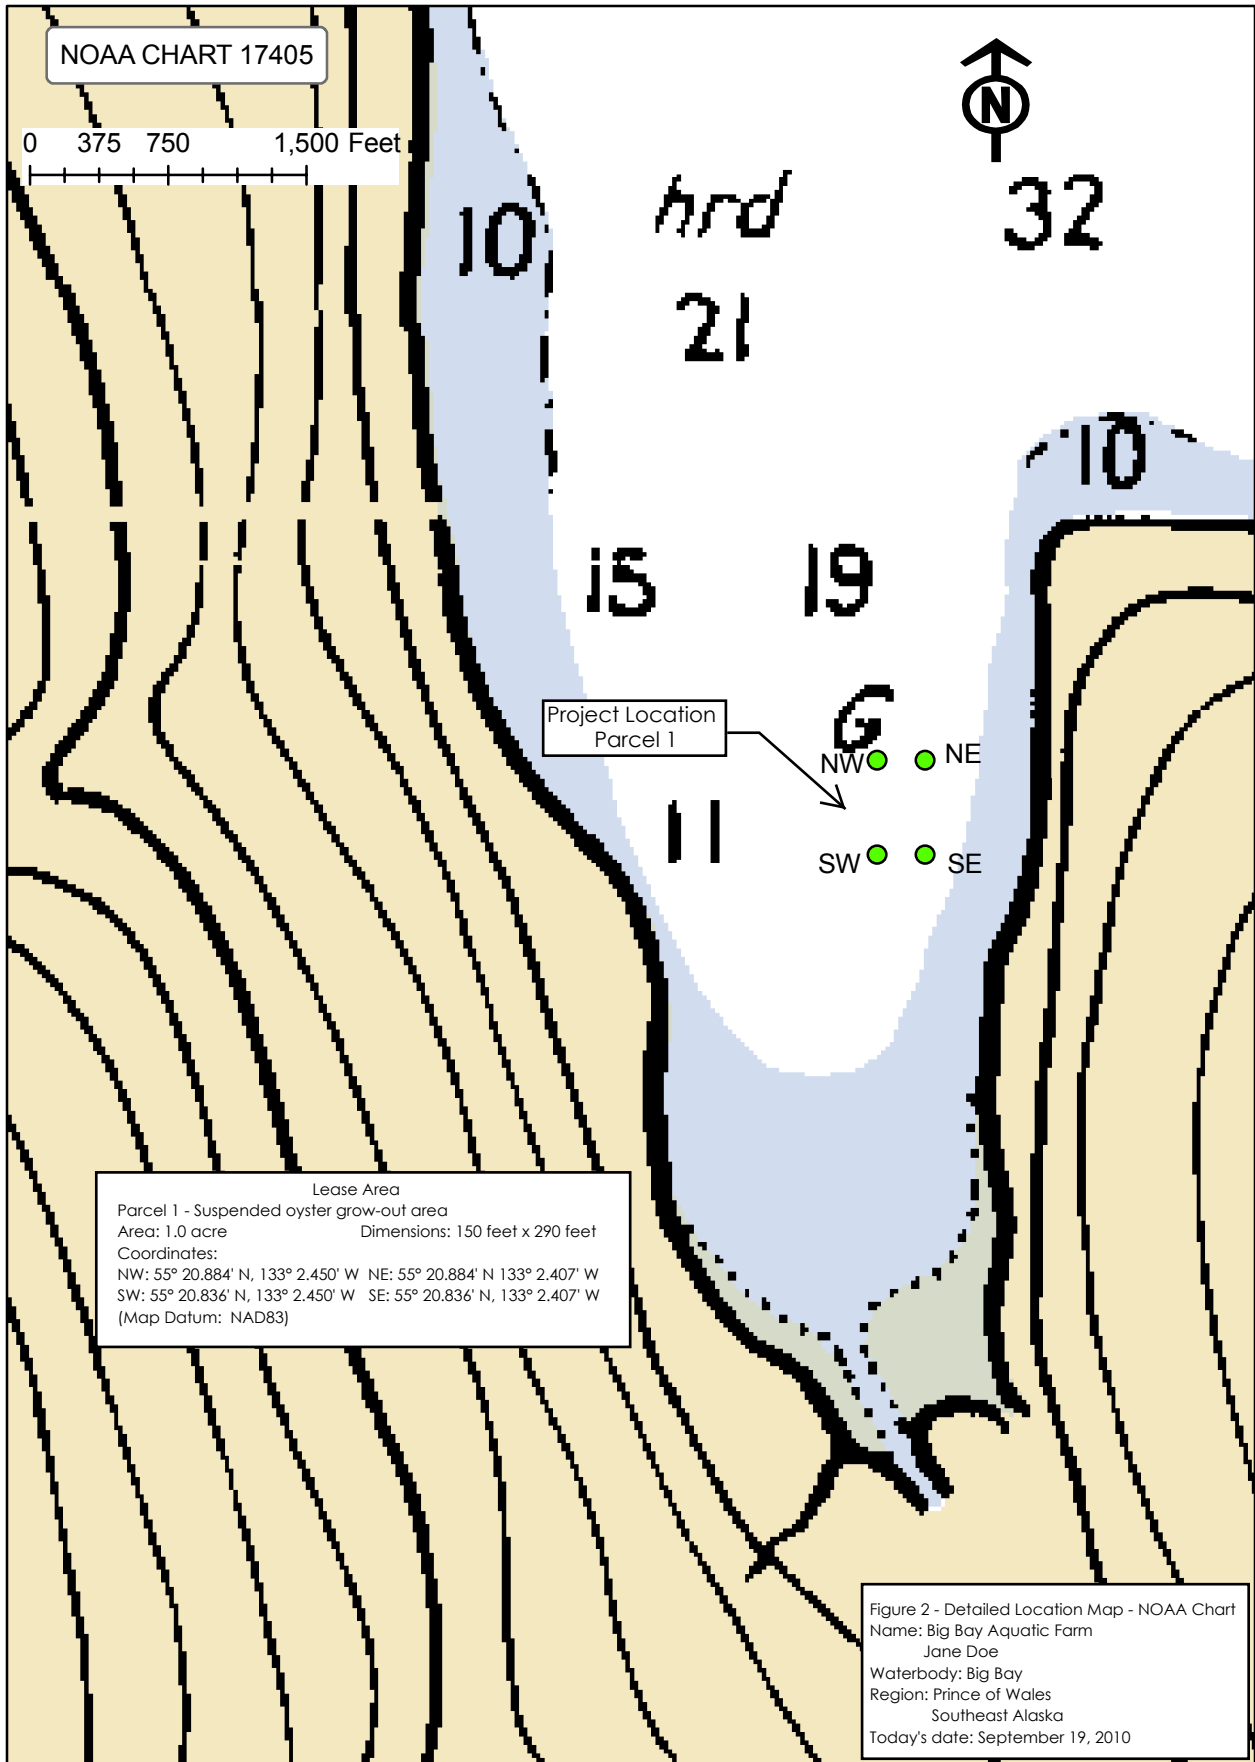 NOAA CHART 17405
0 375 750 1,500 Feet
N
hrd
32
10
21
10
15 19
G
Project Location
Parcel 1
NW NE
11
SW SE
Lease Area
Parcel 1 - Suspended oyster grow-out area
Area: 1.0 acre Dimensions: 150 feet x 290 feet
Coordinates:
NW: 55° 20.884' N, 133° 2.450' W NE: 55° 20.884' N 133° 2.407' W
SW: 55° 20.836' N, 133° 2.450' W SE: 55° 20.836' N, 133° 2.407' W
(Map Datum: NAD83)
Figure 2 - Detailed Location Map - NOAA Chart
Name: Big Bay Aquatic Farm
Jane Doe
Waterbody: Big Bay
Region: Prince of Wales
Southeast Alaska
Today's date: September 19, 2010